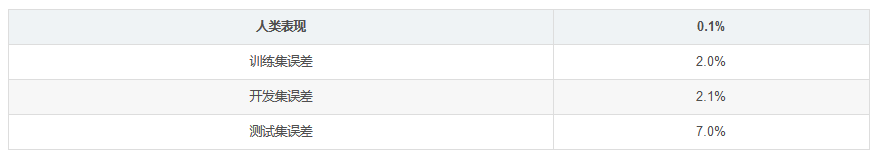 人类表现 0.1%
训练集误差 2.0%
开发集误差 2.1%
测试集误差 7.0%